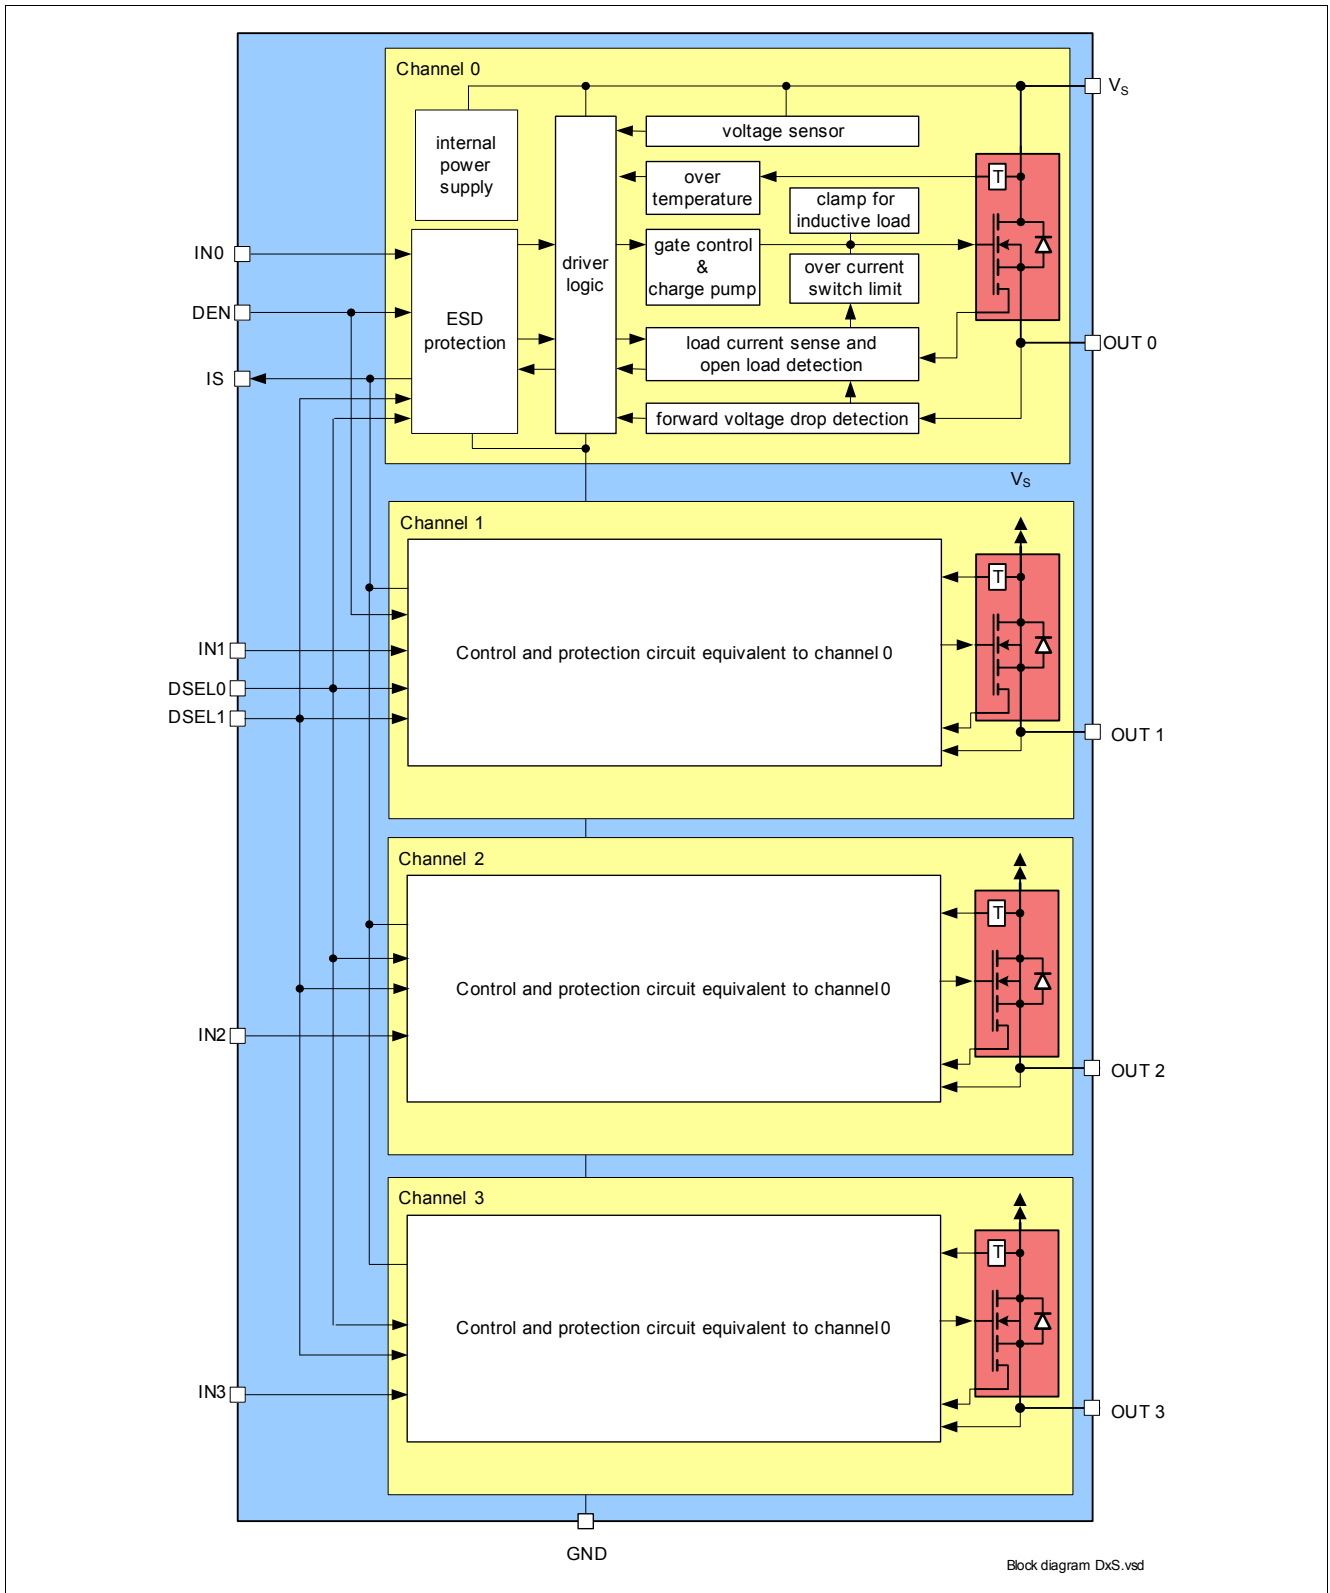 Channel 0
VS
internal
power
supply
voltage sensor
over
temperature
T
clamp for
inductive load
IN0
driver
logic
gate control
&
charge pump
over current
switch limit
DEN
ESD
protection
load current sense and
open load detection
OUT 0
IS
forward voltage drop detection
VS
Channel 1
T
IN1
Control and protection circuit equivalent to channel 0
DSEL0
DSEL1
OUT 1
Channel 2
T
Control and protection circuit equivalent to channel 0
IN2
OUT 2
Channel 3
T
Control and protection circuit equivalent to channel 0
IN3
OUT 3
GND
Block diagram DxS.vsd